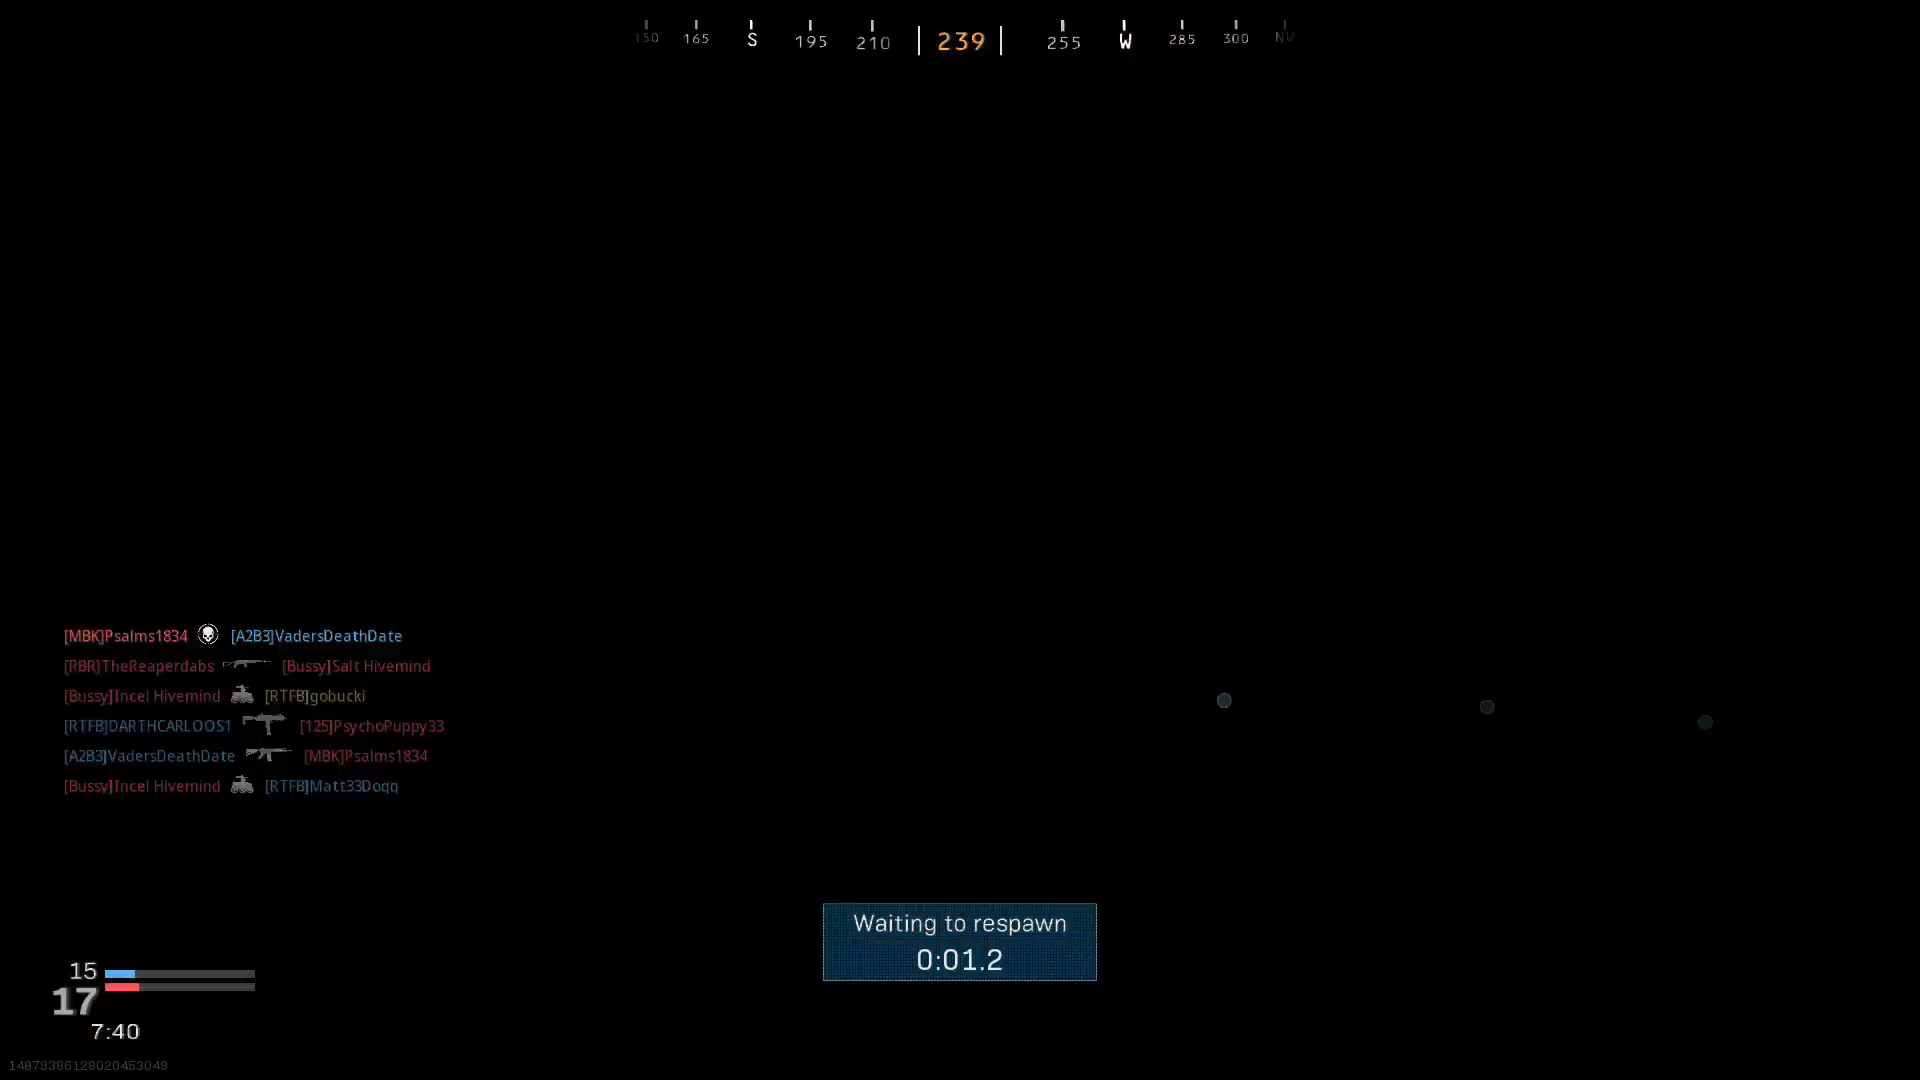 150 165 S 195 210 239 255 W 285 300 NW
[MBK]Psalms1834 [A2B3]VadersDeathDate
[RBR]TheReaperdabs [Bussy]Salt Hivemind
[Bussy]Incel Hivemind [RTFB]gobucki
[RTFB]DARTHCARLOOS1 [125]PsychoPuppy33
[A2B3]VadersDeathDate [MBK]Psalms1834
[Bussy]Incel Hivemind [RTFB]Matt33Dogg
Waiting to respawn
0:01.2
15
17
7:40
14879386128020453049